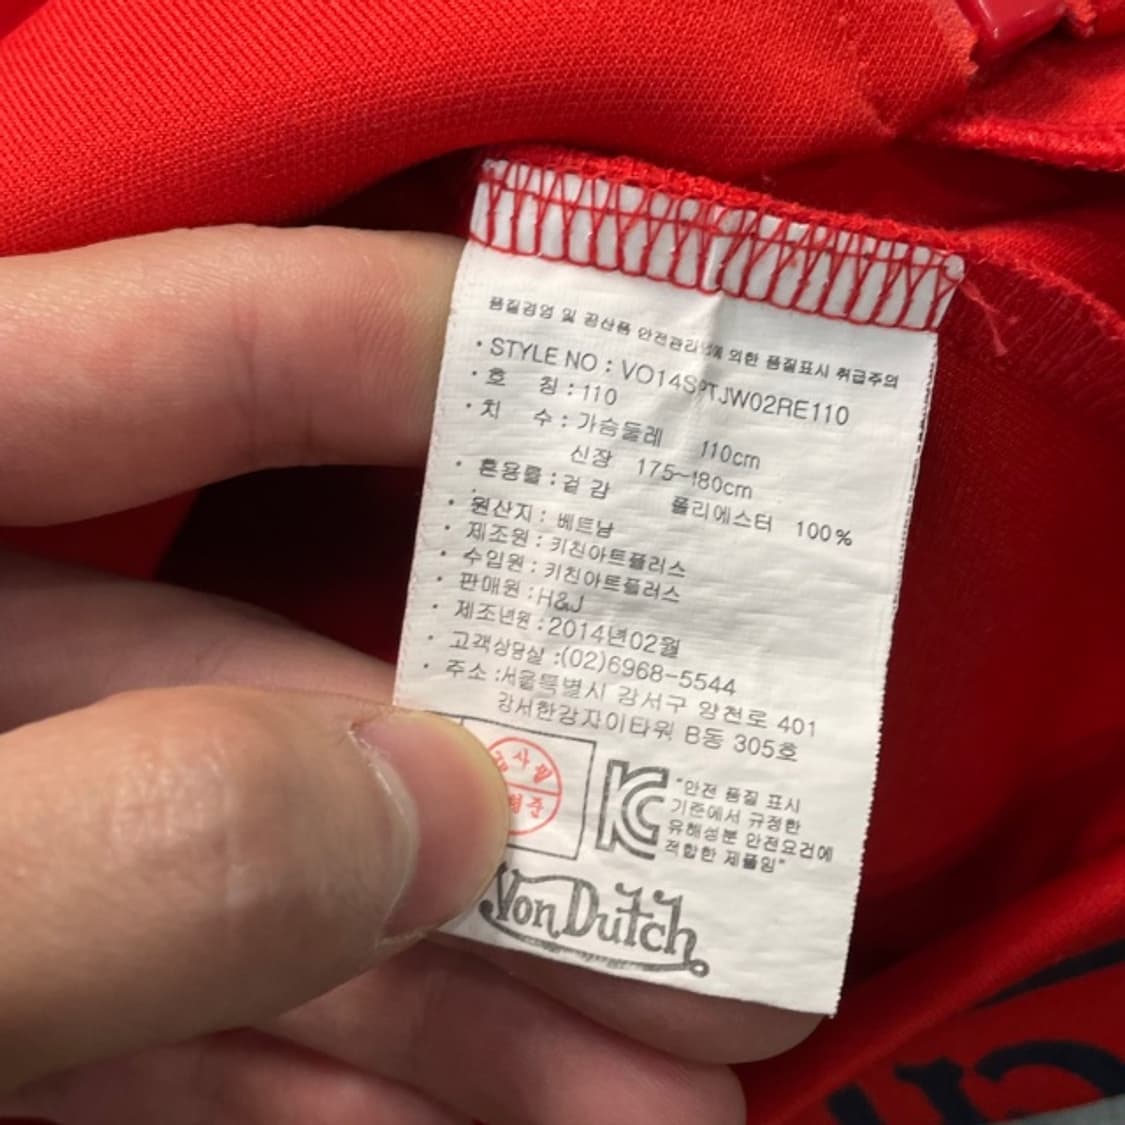 품질경영 및 공산품 안전관리법에 의한 품질표시 취급주의
· STYLE NO : VO14SPTJW02RE110
· 호 칭 : 110
· 치 수 : 가슴둘레 110cm
신장 175~180cm
· 혼용률 : 겉 감 폴리에스터 100%
· 원산지 : 베트남
· 제조원 : 키친아트플러스
· 수입원 : 키친아트플러스
· 판매원 : H&J
· 제조년월 : 2014년02월
· 고객상담실 :(02)6968-5544
· 주소 :서울특별시 강서구 양천로 401
강서한강자이타워 B동 305호
"안전 품질 표시
기준에서 규정한
유해성분 안전요건에
적합한 제품임"
KC
Von Dutch